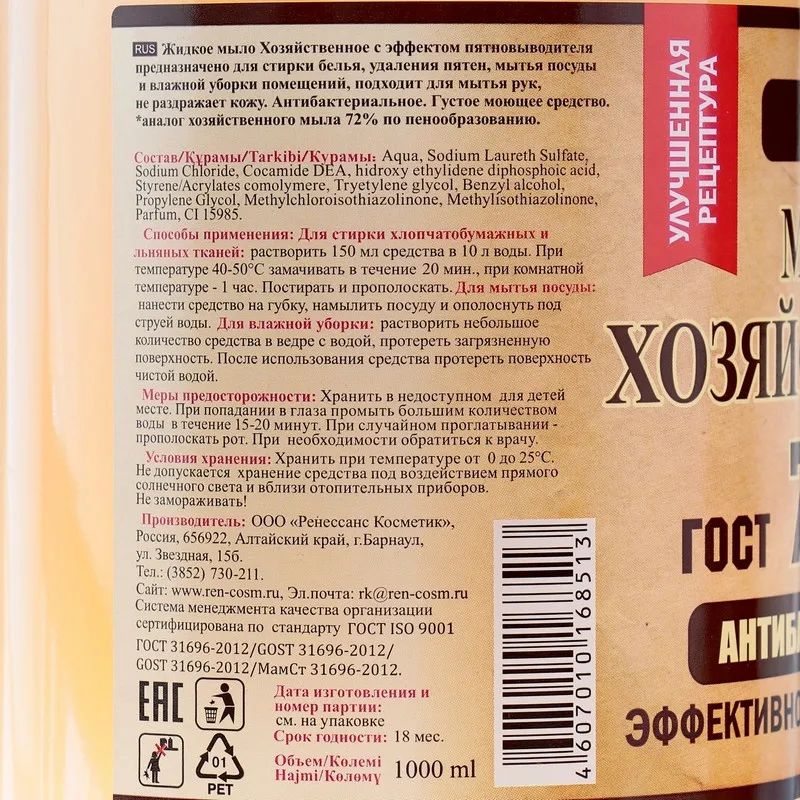 RUS Жидкое мыло Хозяйственное с эффектом пятновыводителя
предназначено для стирки белья, удаления пятен, мытья посуды
и влажной уборки помещений, подходит для мытья рук,
не раздражает кожу. Антибактериальное. Густое моющее средство.
*аналог хозяйственного мыла 72% по пенообразованию.
Состав/Құрамы/Tarkibi/Курамы: Aqua, Sodium Laureth Sulfate,
Sodium Chloride, Cocamide DEA, hidroxy ethylidene diphosphoic acid,
Styrene/Acrylates comolymere, Tryetylene glycol, Benzyl alcohol,
Propylene Glycol, Methylchloroisothiazolinone, Methylisothiazolinone,
Parfum, CI 15985.
Способы применения: Для стирки хлопчатобумажных и
льняных тканей: растворить 150 мл средства в 10 л воды. При
температуре 40-50°С замачивать в течение 20 мин., при комнатной
температуре - 1 час. Постирать и прополоскать. Для мытья посуды:
нанести средство на губку, намылить посуду и ополоснуть под
струей воды. Для влажной уборки: растворить небольшое
количество средства в ведре с водой, протереть загрязненную
поверхность. После использования средства протереть поверхность
чистой водой.
Меры предосторожности: Хранить в недоступном для детей
месте. При попадании в глаза промыть большим количеством
воды в течение 15-20 минут. При случайном проглатывании -
прополоскать рот. При необходимости обратиться к врачу.
Условия хранения: Хранить при температуре от 0 до 25°С.
Не допускается хранение средства под воздействием прямого
солнечного света и вблизи отопительных приборов.
Не замораживать!
Производитель: ООО «Ренессанс Косметик»,
Россия, 656922, Алтайский край, г.Барнаул,
ул. Звездная, 15б.
Тел.: (3852) 730-211.
Сайт: www.ren-cosm.ru, Эл.почта: rk@ren-cosm.ru
Система менеджмента качества организации
сертифицирована по стандарту ГОСТ ISO 9001
ГОСТ 31696-2012/GOST 31696-2012/
GOST 31696-2012/МамСт 31696-2012.
EAC
Дата изготовления и
номер партии:
см. на упаковке
Срок годности: 18 мес.
01
PET
Объем/Көлемі
Hajmi/Көлөмү 1000 ml
4607010168513
УЛУЧШЕННАЯ
РЕЦЕПТУРА
ХОЗЯЙ
ГОСТ
АНТИБ
ЭФФЕКТИВНО